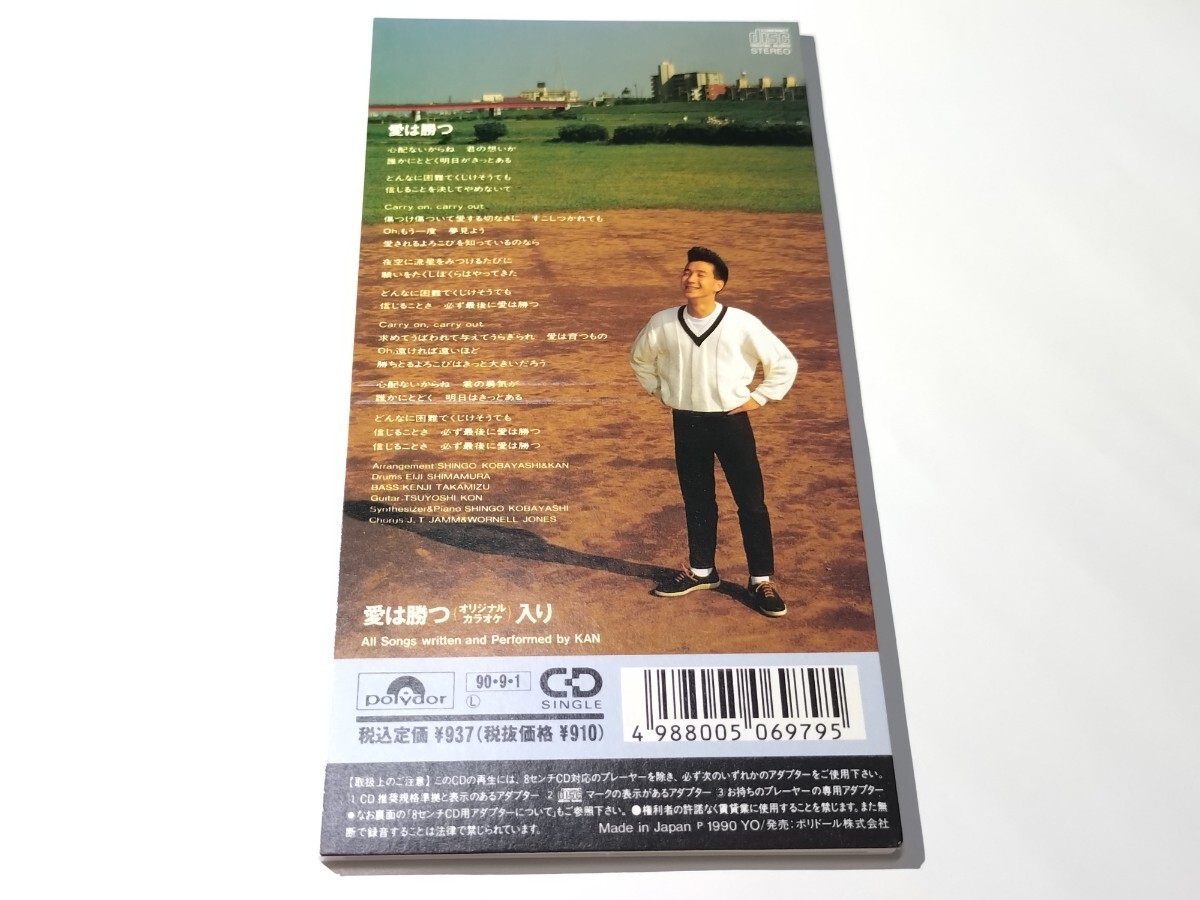 COMPACT disc DIGITAL AUDIO
STEREO
愛は勝つ
心配ないからね　君の想いが
誰かにとどく明日がきっとある
どんなに困難でくじけそうでも
信じることを決してやめないで
Carry on, carry out
傷つけ傷ついて愛する切なさに　すこしつかれても
Oh,もう一度　夢見よう
愛されるよろこびを知っているのなら
夜空に流星をみつけるたびに
願いをたくしぼくらはやってきた
どんなに困難でくじけそうでも
信じることさ　必ず最後に愛は勝つ
Carry on, carry out
求めてうばわれて与えてうらぎられ　愛は育つもの
Oh,遠ければ遠いほど
勝ちとるよろこびはきっと大きいだろう
心配ないからね　君の勇気が
誰かにとどく　明日はきっとある
どんなに困難でくじけそうでも
信じることさ　必ず最後に愛は勝つ
信じることさ　必ず最後に愛は勝つ
Arrangement:SHINGO KOBAYASHI&KAN
Drums:EIJI SHIMAMURA
BASS:KENJI TAKAMIZU
Guitar:TSUYOSHI KON
Synthesizer&Piano:SHINGO KOBAYASHI
Chorus:J. T. JAMM&WORNELL JONES
愛は勝つ(オリジナルカラオケ)入り
All Songs written and Performed by KAN
polydor
90・9・1
Ⓛ
CD
SINGLE
税込定価 ¥937(税抜価格 ¥910)
4 988005 069795
【取扱上のご注意】このCDの再生には、8センチCD対応のプレーヤーを除き、必ず次のいずれかのアダプターをご使用下さい。
1 CD 推奨規格準拠と表示のあるアダプター 2 disc マークの表示があるアダプター 3 お持ちのプレーヤーの専用アダプター
●なお裏面の「8センチCD用アダプターについて」もご参照下さい。●権利者の許諾なく賃貸業に使用することを禁じます。また無
断で録音することは法律で禁じられています。
Made in Japan ℗ 1990 YO/発売:ポリドール株式会社